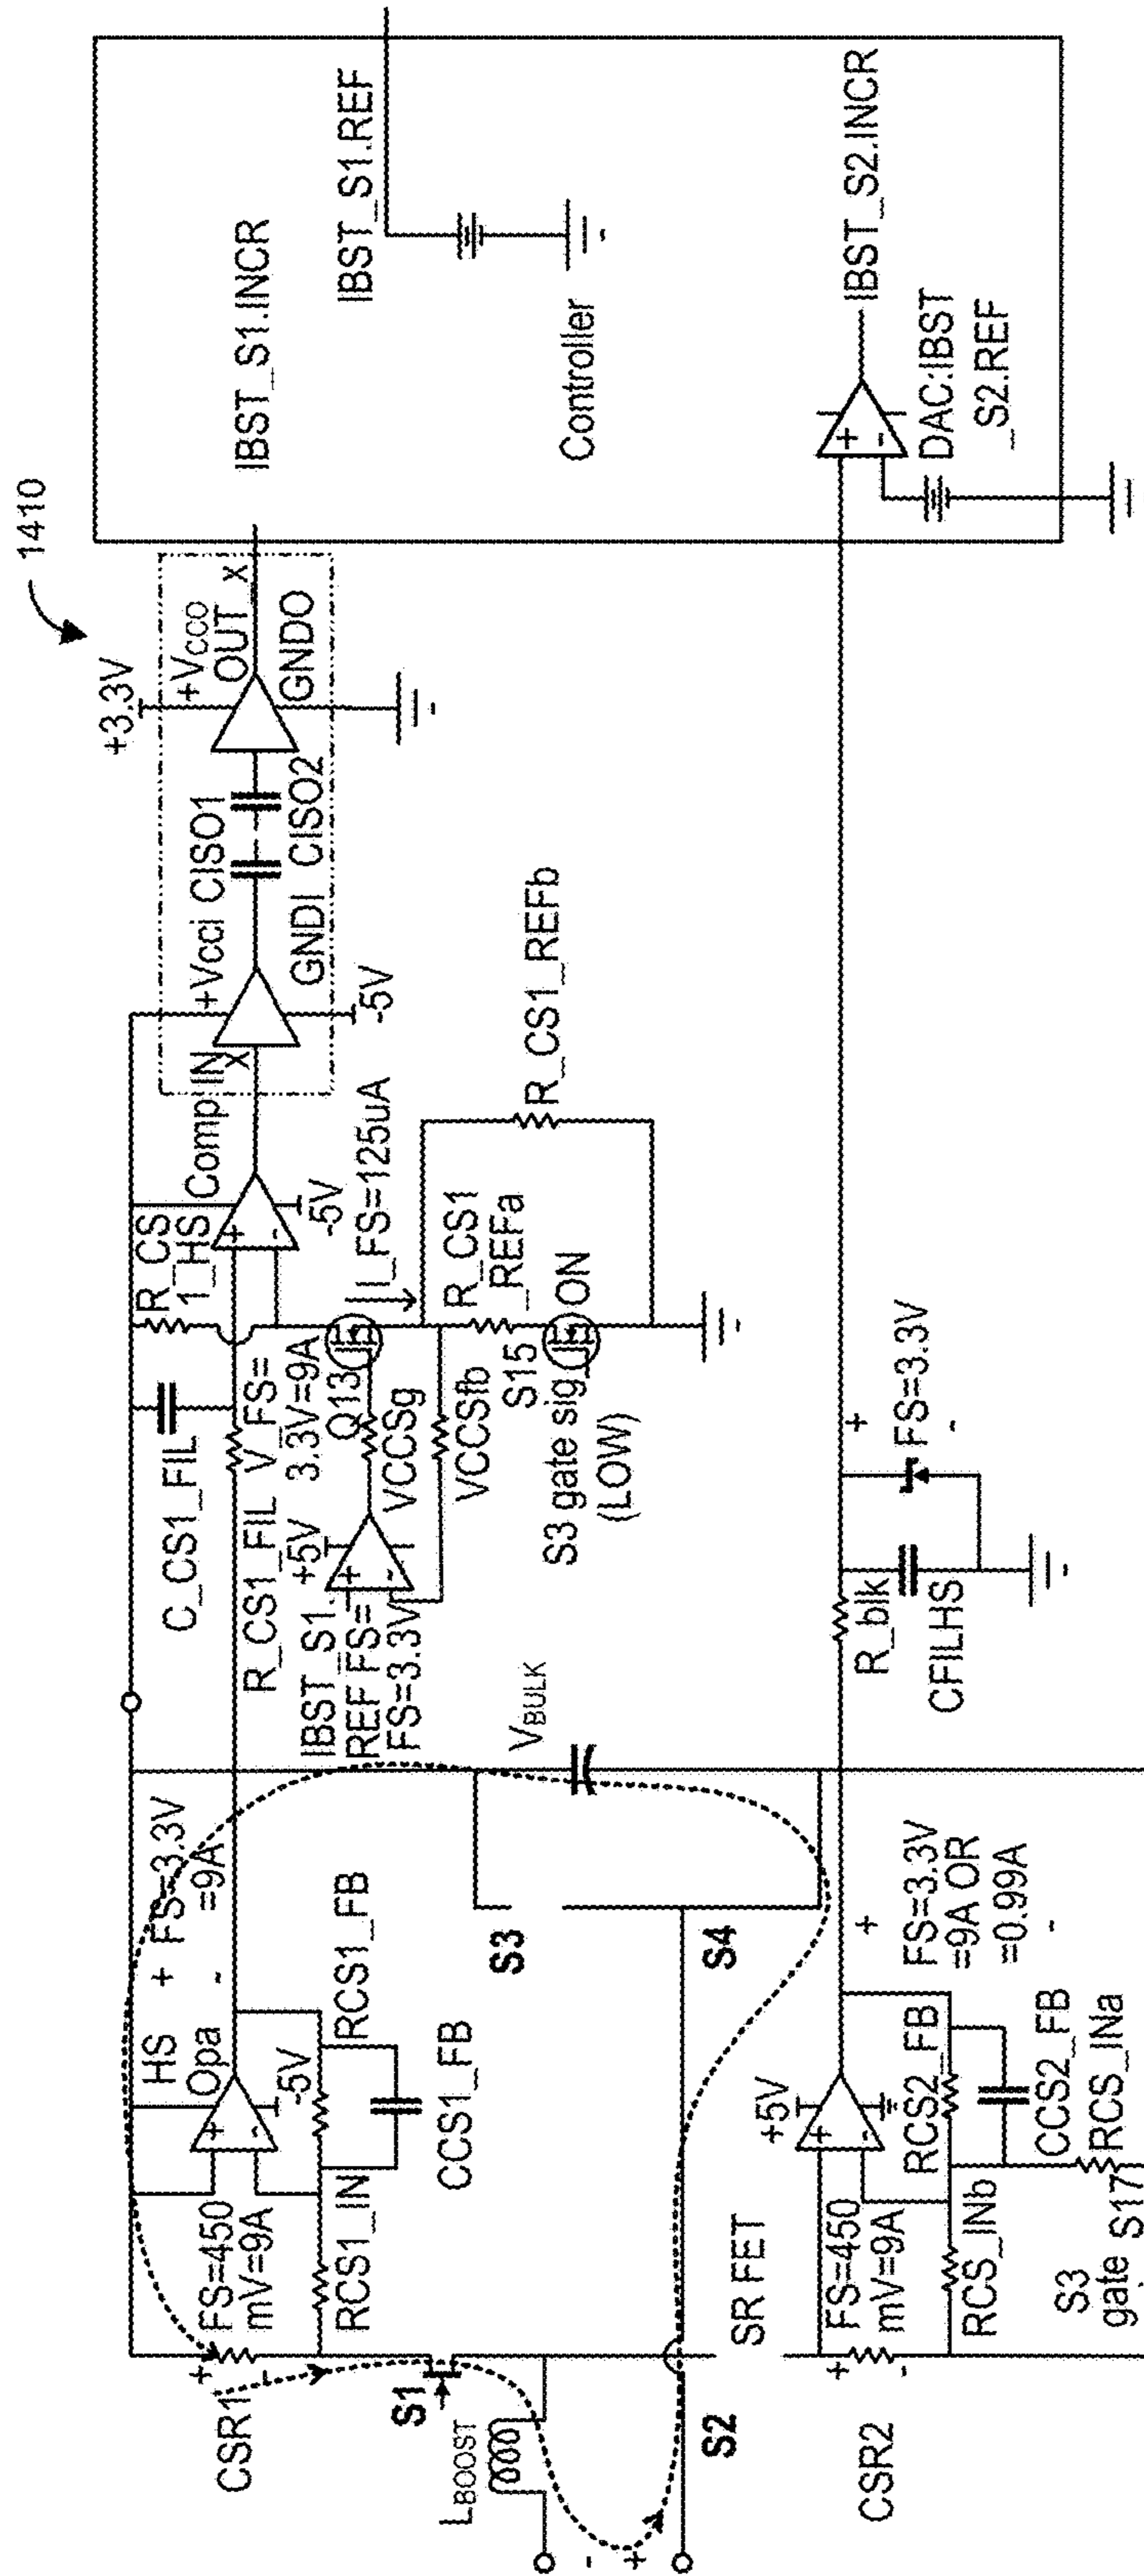 1410
+3.3V
+V_CCO
OUT_X
GNDO
+Vcci CISO1
GNDI CISO2
-5V
IN
X
Comp
R_CS
1_HS
+
-
-5V
C_CS1_FIL
R_CS1_FIL
V_FS=
3.3V=9A
Q13
I_FS=125uA
R_CS1_REFb
R_CS1
_REFa
S15
ON
S3 gate sig
(LOW)
VCCSg
VCCSfb
+5V
+
-
IBST_S1.
REF FS=
FS=3.3V
IBST_S1.INCR
IBST_S1.REF
-
Controller
IBST_S2.INCR
+
-
DAC:IBST
_S2.REF
-
-
HS
Opa
+
-
-5V
+ FS=3.3V
- =9A
RCS1_FB
CCS1_FB
FS=450
mV=9A
RCS1_IN
CSR1
+
-
S1
L_BOOST
-
+
S2
S3
S4
V_BULK
SR FET
CSR2
+
-
FS=450
mV=9A
+5V
+
-
RCS_INb
RCS2_FB
CCS2_FB
RCS_INa
S3
gate
S17
+
FS=3.3V
=9A OR
=0.99A
-
R_blk
CFILHS
+
FS=3.3V
-
-